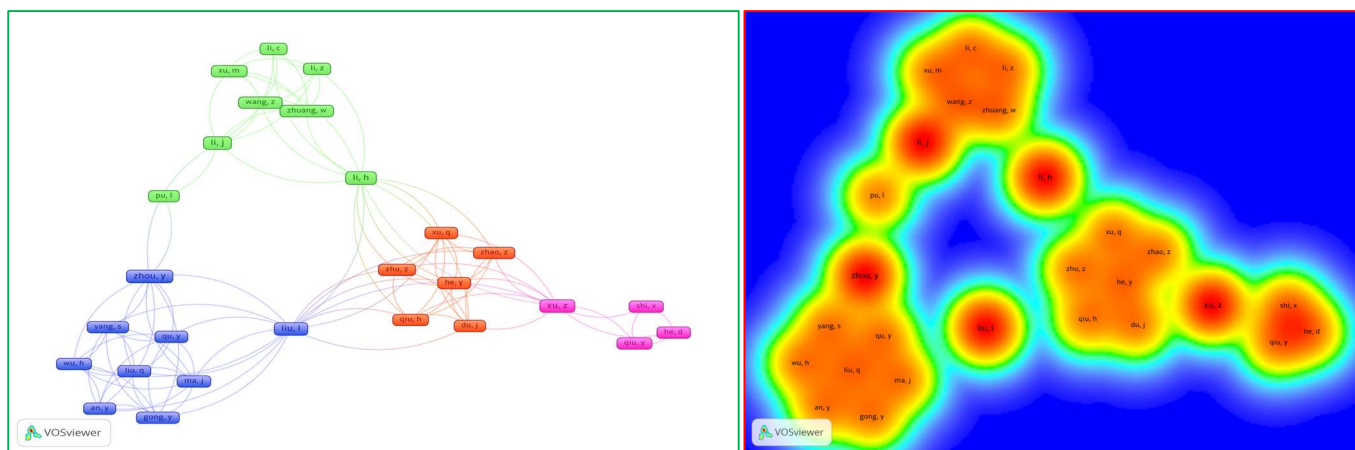 li, c
xu, m
li, z
wang, z
zhuang, w
li, j
li, h
pu, l
xu, q
zhao, z
zhu, z
he, y
zhou, y
xu, z
shi, x
qiu, h
du, j
liu, l
he, d
qiu, y
yang, s
qu, y
wu, h
liu, q
ma, j
an, y
gong, y
VOSviewer
li, c
xu, m
li, z
wang, z
zhuang, w
li, j
li, h
pu, l
xu, q
zhao, z
zhu, z
zhou, y
he, y
xu, z
shi, x
qiu, h
du, j
yang, s
liu, l
he, d
qu, y
qiu, y
wu, h
liu, q
ma, j
an, y
gong, y
VOSviewer